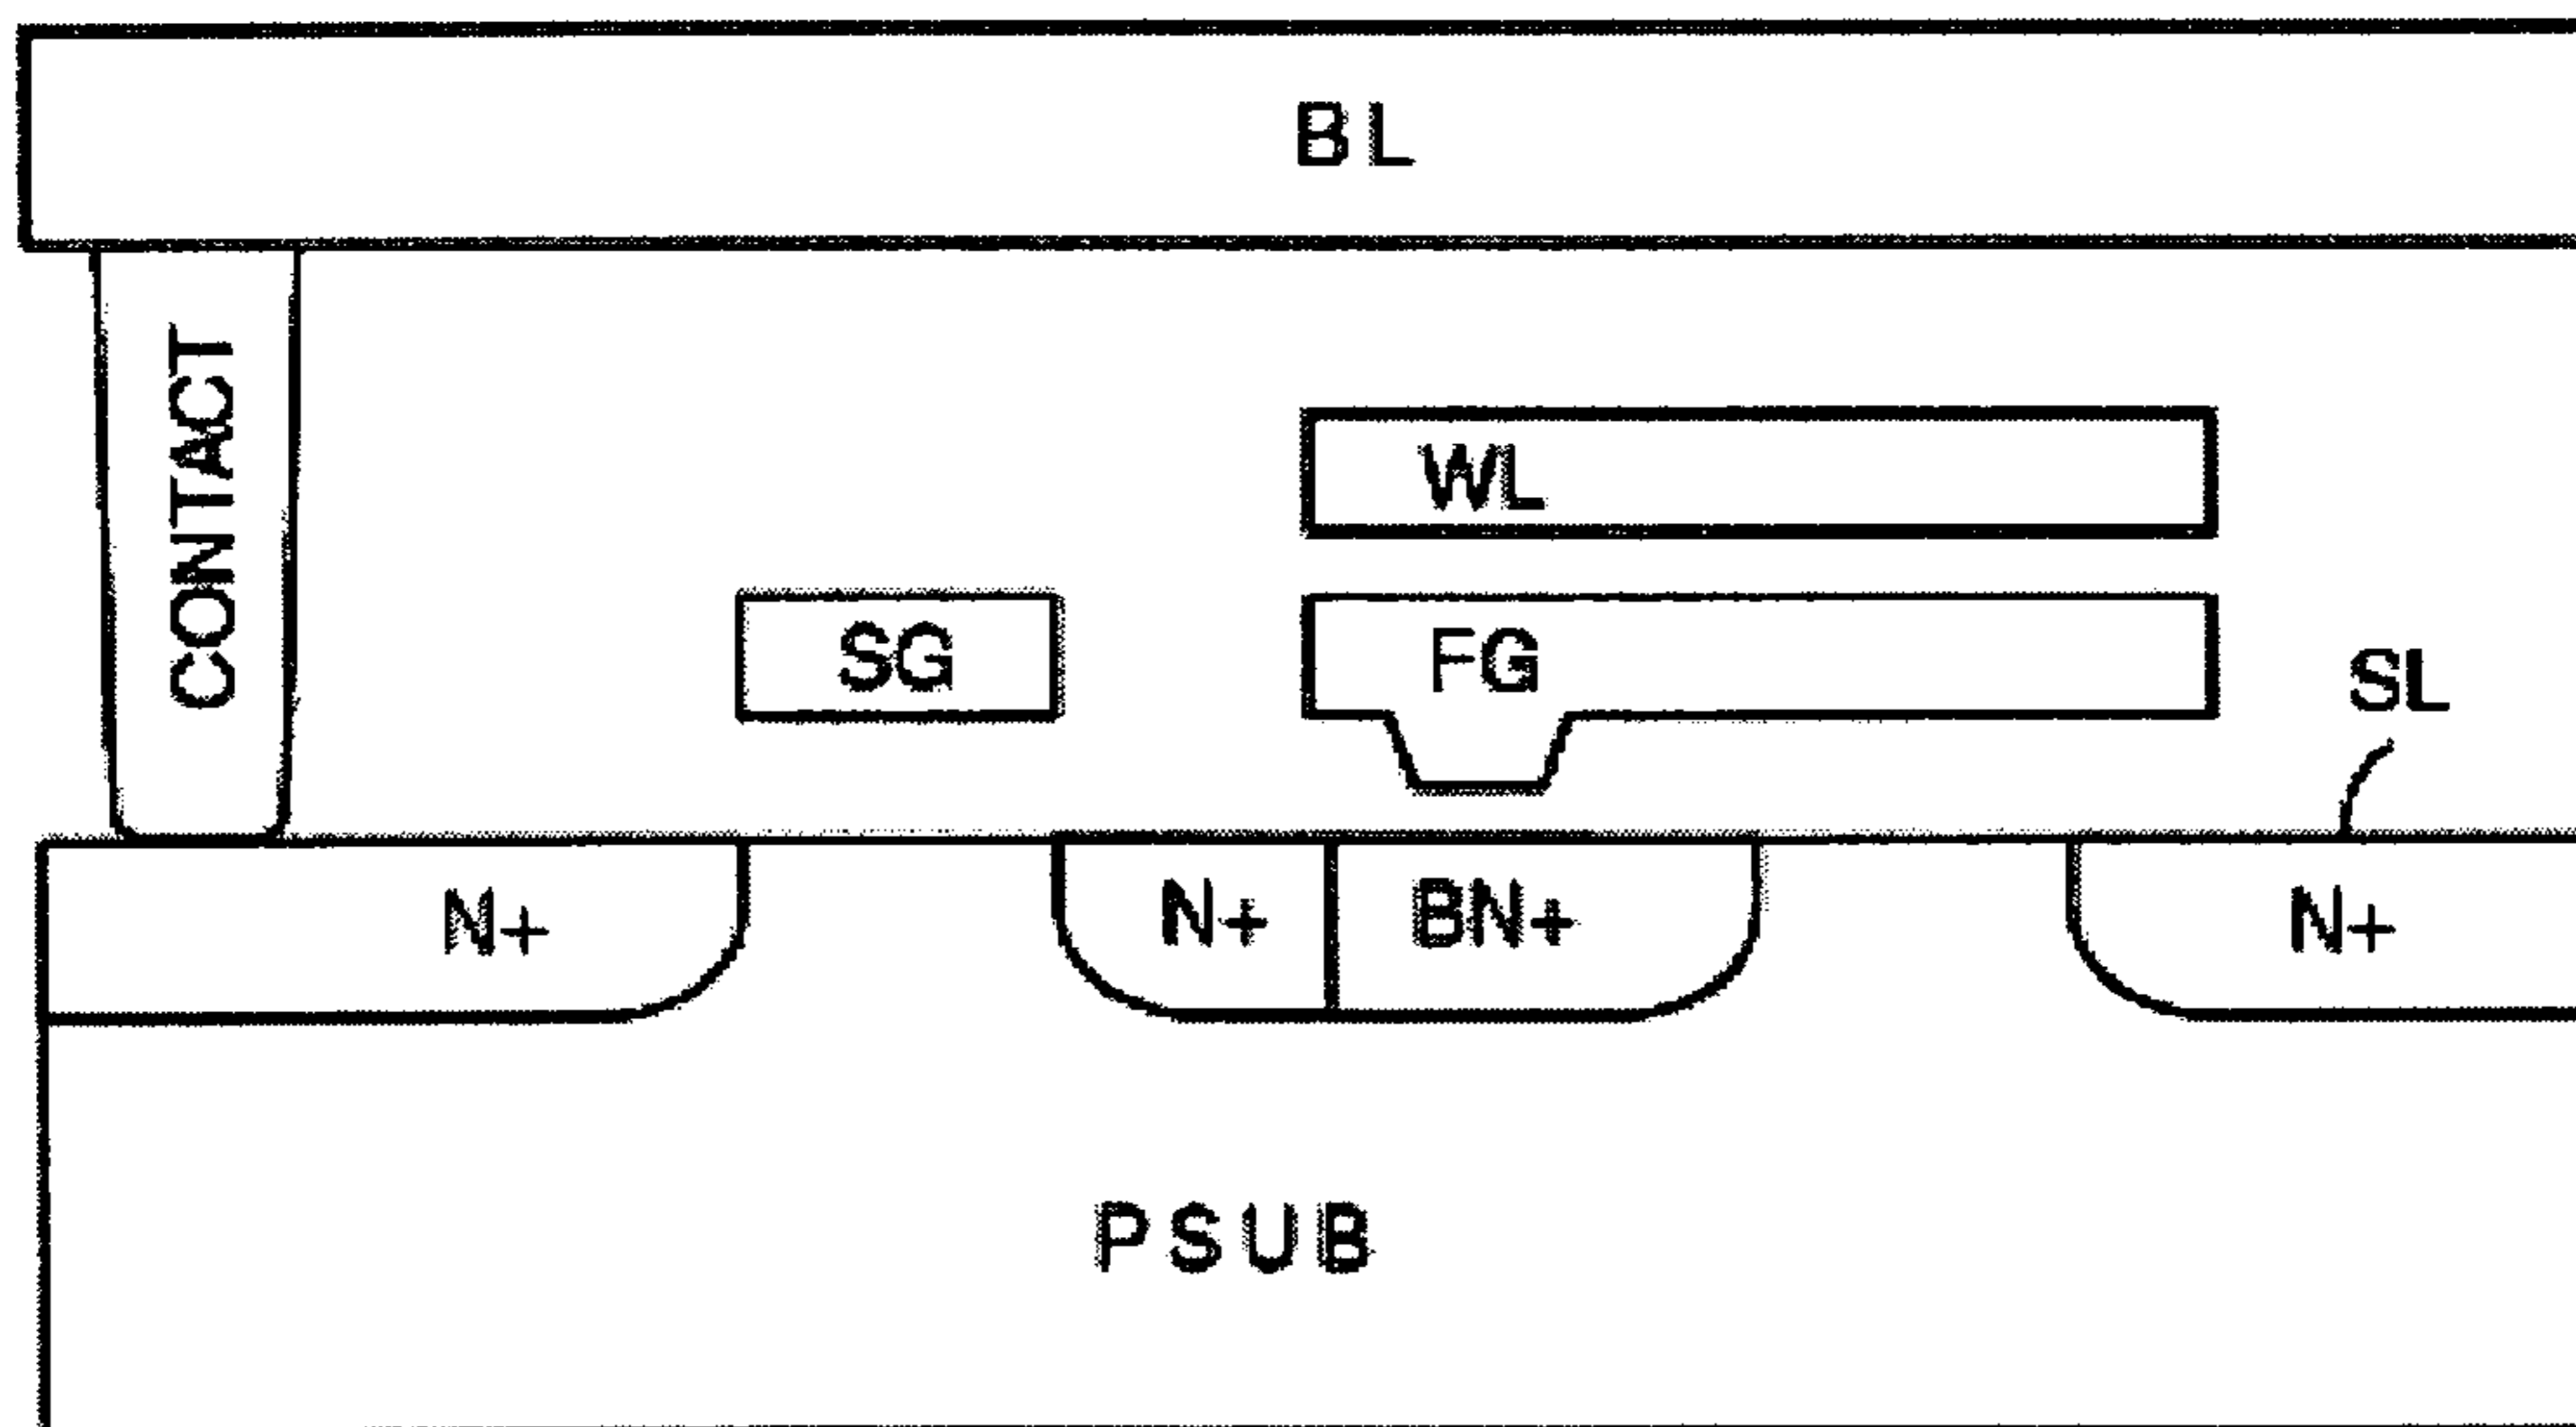 BL
CONTACT
WL
SG
FG
SL
N+
N+
BN+
N+
PSUB